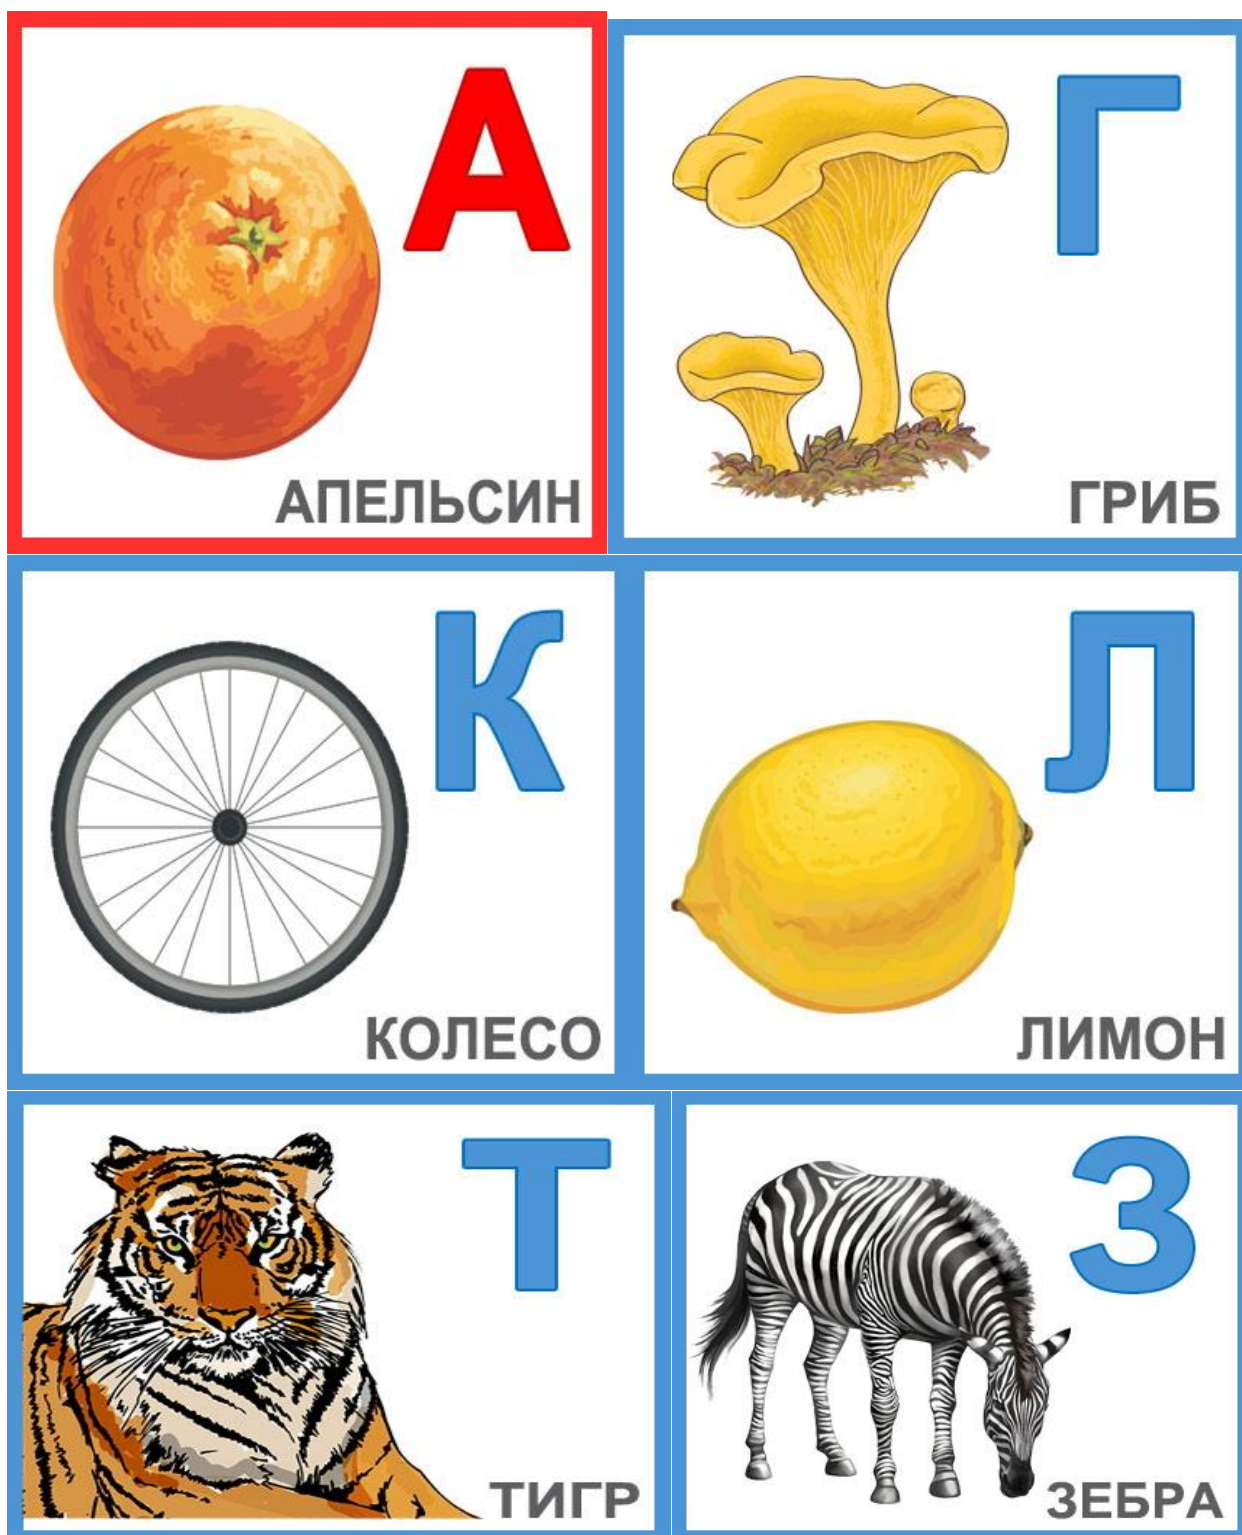 А
АПЕЛЬСИН
Г
ГРИБ
К
КОЛЕСО
Л
ЛИМОН
Т
ТИГР
З
ЗЕБРА